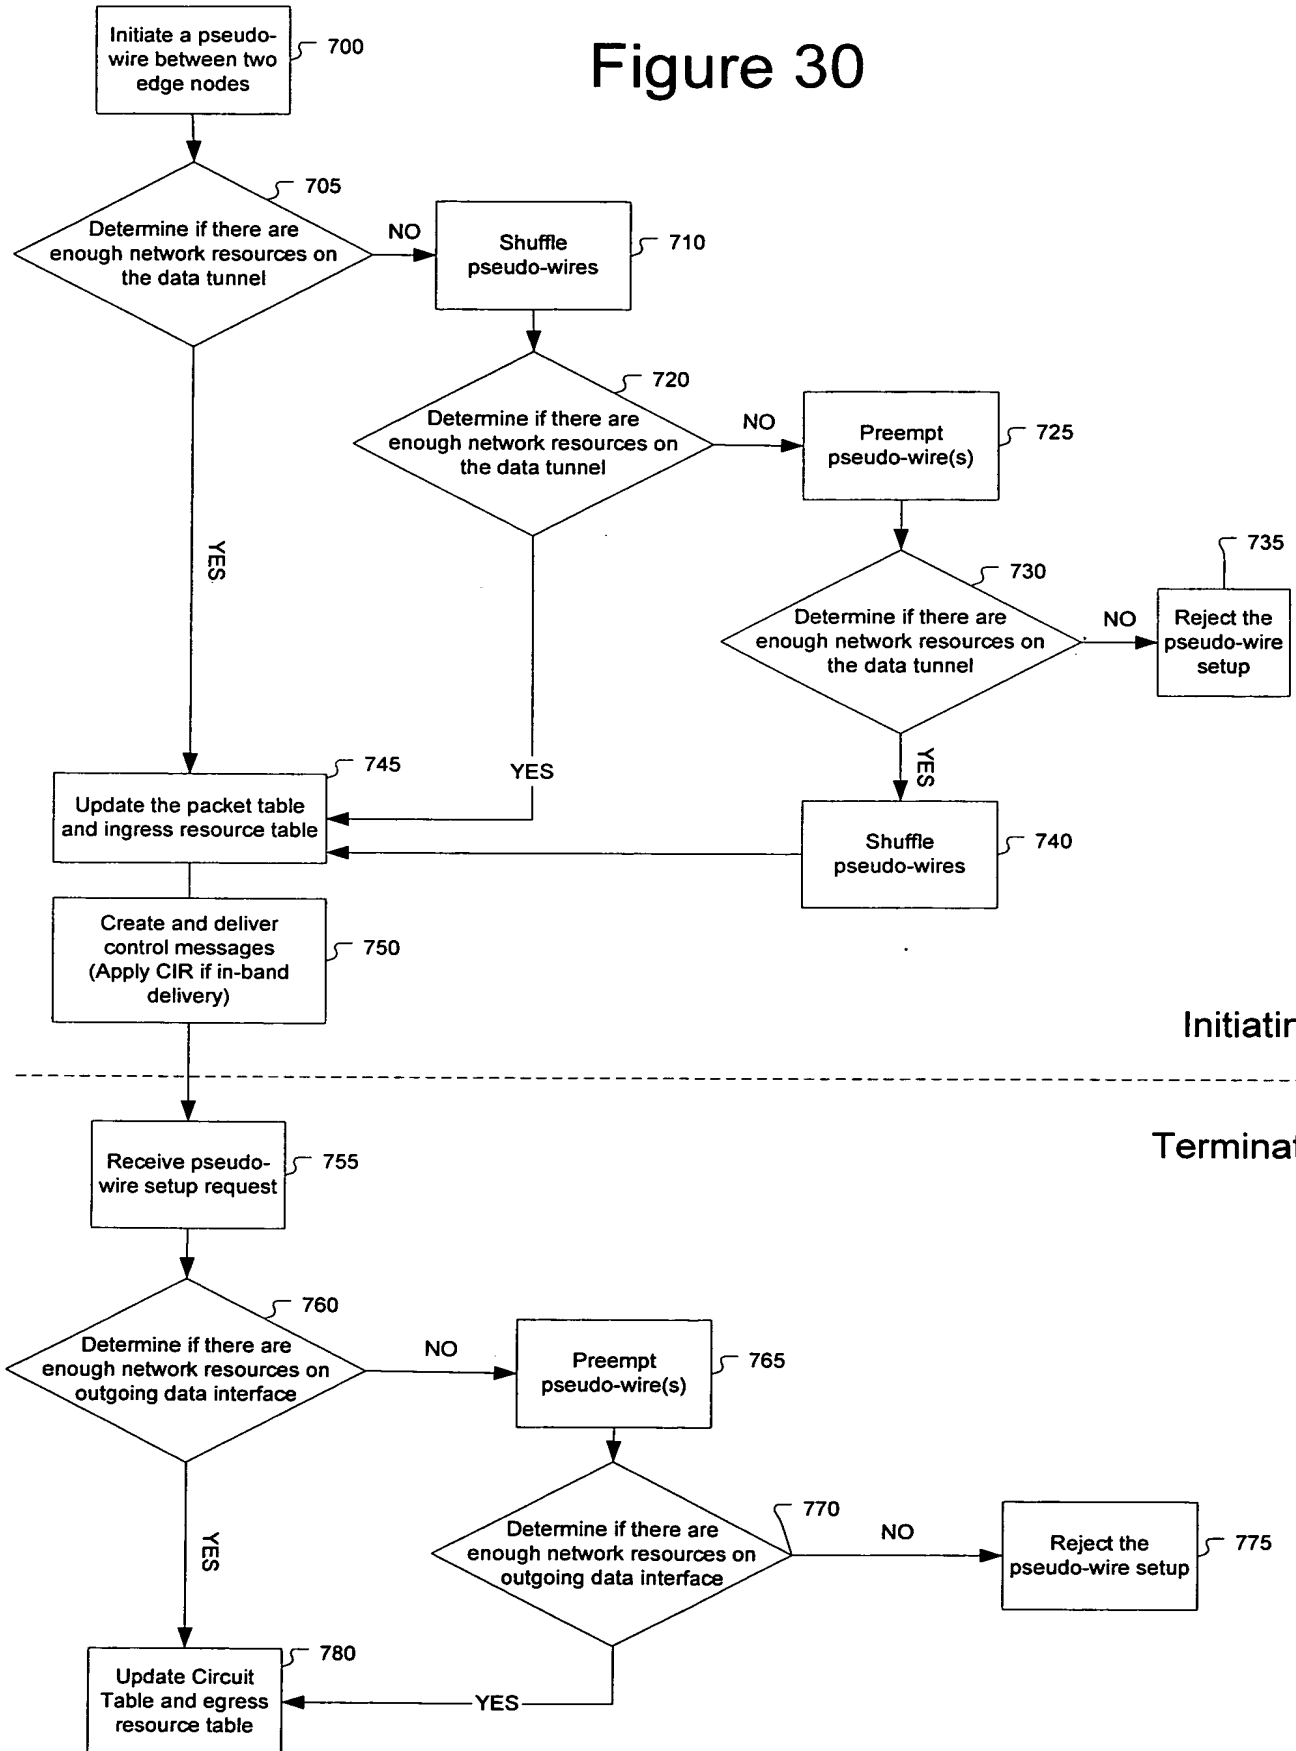 Figure 30
Initiate a pseudo-
wire between two
edge nodes
700
705
Determine if there are
enough network resources on
the data tunnel
NO
Shuffle
pseudo-wires
710
720
Determine if there are
enough network resources on
the data tunnel
NO
Preempt
pseudo-wire(s)
725
YES
730
Determine if there are
enough network resources on
the data tunnel
NO
735
Reject the
pseudo-wire
setup
YES
YES
745
Update the packet table
and ingress resource table
Shuffle
pseudo-wires
740
Create and deliver
control messages
(Apply CIR if in-band
delivery)
750
Initiatin
Terminat
Receive pseudo-
wire setup request
755
760
Determine if there are
enough network resources on
outgoing data interface
NO
Preempt
pseudo-wire(s)
765
YES
770
Determine if there are
enough network resources on
outgoing data interface
NO
Reject the
pseudo-wire setup
775
780
Update Circuit
Table and egress
resource table
YES